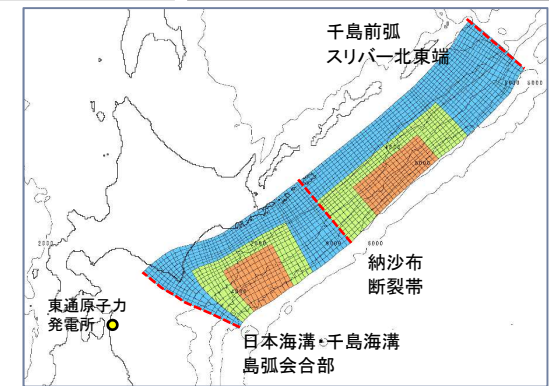 千島前弧
スリバー北東端
納沙布
断裂帯
東通原子力
発電所
日本海溝・千島海溝
島弧会合部